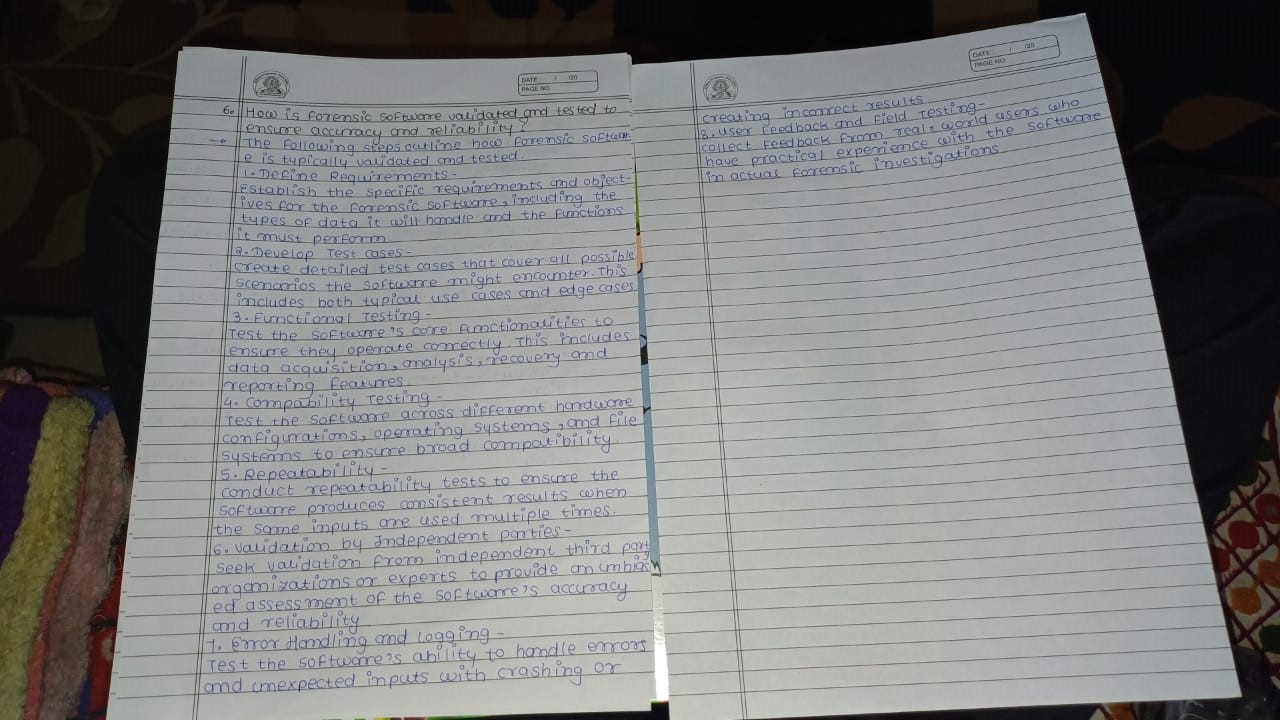 DATE : / /20
PAGE NO.
6. How is forensic software validated and tested to
ensure accuracy and reliability?
→ The following steps outline how forensic softwar
e is typically validated and tested.
1. Define Requirements -
Establish the specific requirements and object-
ives for the forensic software, including the
types of data it will handle and the functions
it must perform
2. Develop Test cases -
create detailed test cases that cover all possible
scenarios the software might encounter. This
includes both typical use cases and edge cases
3. Functional Testing -
Test the software's core functionalities to
ensure they operate correctly. This includes
data acquisition, analysis, recovery and
reporting features
4. Compability Testing -
Test the software across different hardware
configurations, operating systems, and file
systems to ensure broad compatibility.
5. Repeatability -
conduct repeatability tests to ensure the
software produces consistent results when
the same inputs are used multiple times.
6. Validation by Independent parties -
Seek validation from independent third party
organizations or experts to provide an unbias
ed assessment of the software's accuracy
and reliability
7. Error Handling and Logging -
Test the software's ability to handle errors
and unexpected inputs with crashing or
DATE : / /20
PAGE NO.
creating incorrect results
8. User Feedback and Field Testing -
collect Feedback from real-world users who
have practical experience with the software
in actual forensic investigations